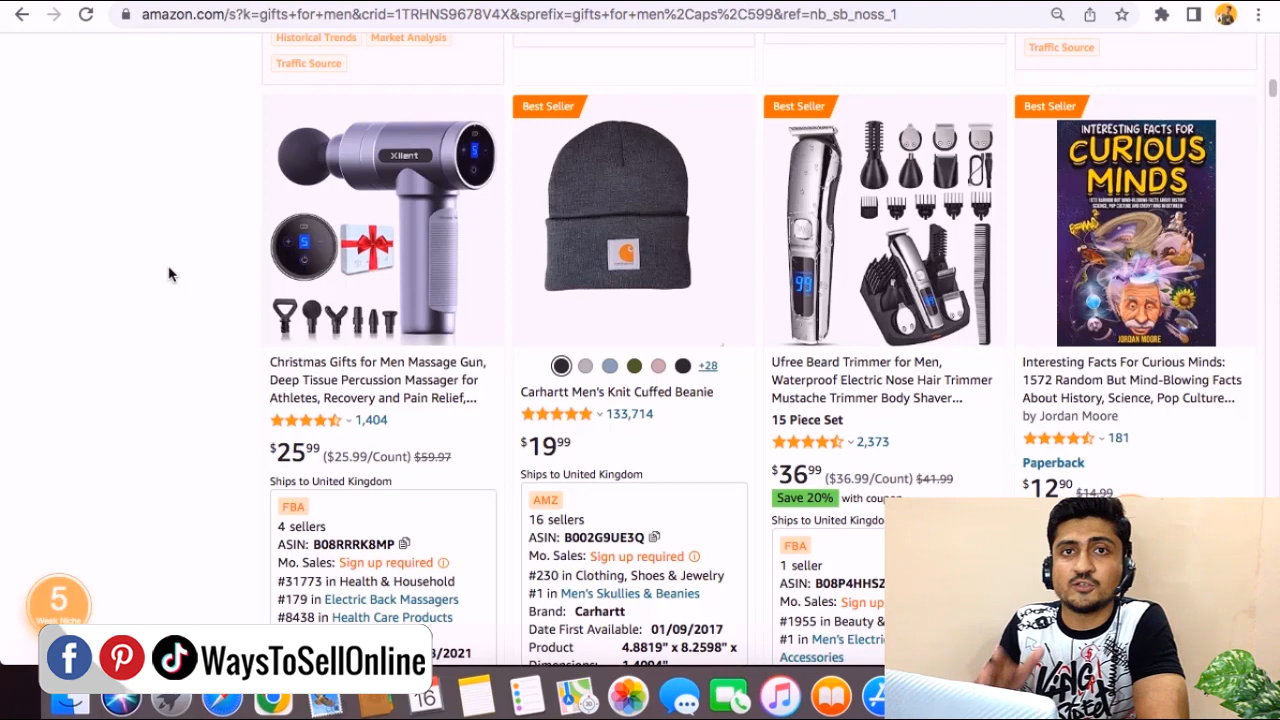 amazon.com/s?k=gifts+for+men&crid=1TRHNS9678V4X&sprefix=gifts+for+men%2Caps%2C599&ref=nb_sb_noss_1
Historical Trends
Market Analysis
Traffic Source
Traffic Source
Xllent
5
5
Christmas Gifts for Men Massage Gun,
Deep Tissue Percussion Massager for
Athletes, Recovery and Pain Relief,...
1,404
$25.99 ($25.99/Count) $59.97
Ships to United Kingdom
FBA
4 sellers
ASIN: B08RRRK8MP
Mo. Sales: Sign up required
#31773 in Health & Household
#179 in Electric Back Massagers
#8438 in Health Care Products
/2021
Best Seller
carhartt
+28
Carhartt Men's Knit Cuffed Beanie
133,714
$19.99
Ships to United Kingdom
AMZ
16 sellers
ASIN: B002G9UE3Q
Mo. Sales: Sign up required
#230 in Clothing, Shoes & Jewelry
#1 in Men's Skullies & Beanies
Brand: Carhartt
Date First Available: 01/09/2017
Product 4.8819" x 8.2598" x
Best Seller
99
Ufree Beard Trimmer for Men,
Waterproof Electric Nose Hair Trimmer
Mustache Trimmer Body Shaver...
15 Piece Set
2,373
$36.99 ($36.99/Count) $41.99
Save 20% with coupon
Ships to United Kingdo
FBA
1 seller
ASIN: B08P4HHSZ
Mo. Sales: Sign up
#1955 in Beauty &
#1 in Men's Electri
Accessories
Best Seller
INTERESTING FACTS FOR
CURIOUS
MINDS
1572 RANDOM BUT MIND-BLOWING FACTS ABOUT HISTORY,
SCIENCE, POP CULTURE AND EVERYTHING IN BETWEEN
JORDAN MOORE
Interesting Facts For Curious Minds:
1572 Random But Mind-Blowing Facts
About History, Science, Pop Culture...
by Jordan Moore
181
Paperback
$12.90 $14.99
5
Week Niche
WaysToSellOnline
16